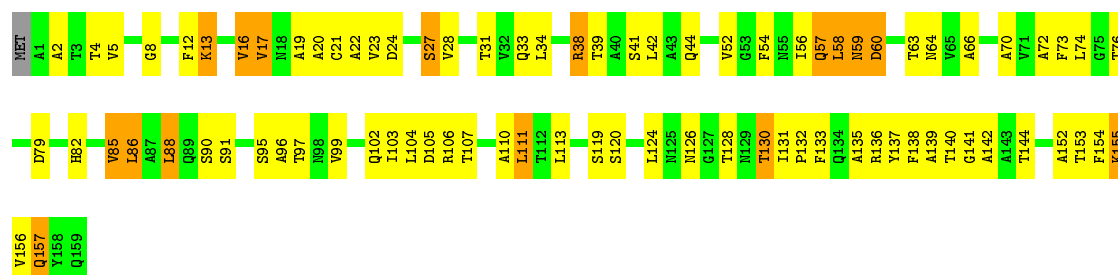 MET A1 A2 T3 T4 V5 G8 F12 K13 V16 V17 N18 A19 A20 C21 A22 V23 D24 S27 V28 T31 V32 Q33 L34 R38 T39 A40 S41 L42 A43 Q44 V52 G53 F54 N55 I56 Q57 L58 N59 D60 T63 N64 V65 A66 A70 V71 A72 F73 L74 G75 T76
D79 H82 V85 L86 A87 L88 Q89 S90 S91 S95 A96 T97 N98 V99 Q102 I103 L104 D105 R106 T107 A110 L111 T112 L113 S119 S120 L124 N125 N126 G127 T128 N129 T130 I131 P132 F133 Q134 A135 R136 Y137 F138 A139 T140 G141 A142 A143 T144 A152 T153 F154 K155
V156 Q157 Y158 Q159